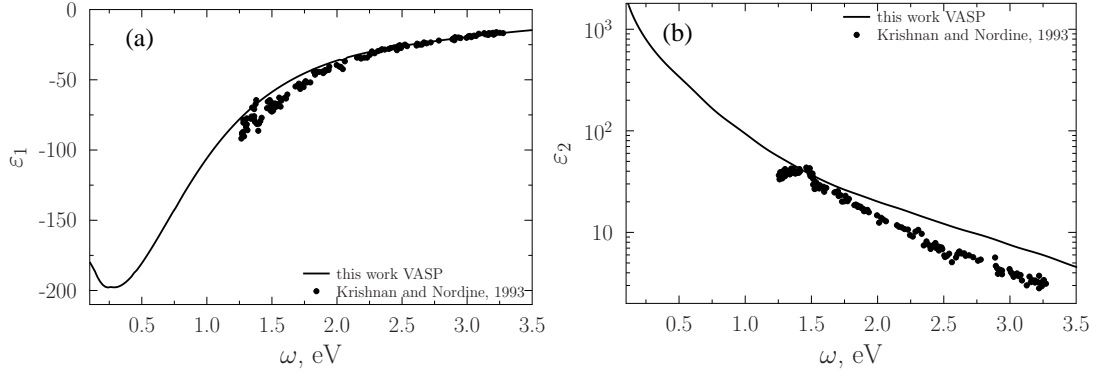 (a)
ε₁
0
-50
-100
-150
-200
0.5 1.0 1.5 2.0 2.5 3.0 3.5
ω, eV
this work VASP
Krishnan and Nordine, 1993
(b)
this work VASP
Krishnan and Nordine, 1993
ε₂
10³
10²
10
0.5 1.0 1.5 2.0 2.5 3.0 3.5
ω, eV